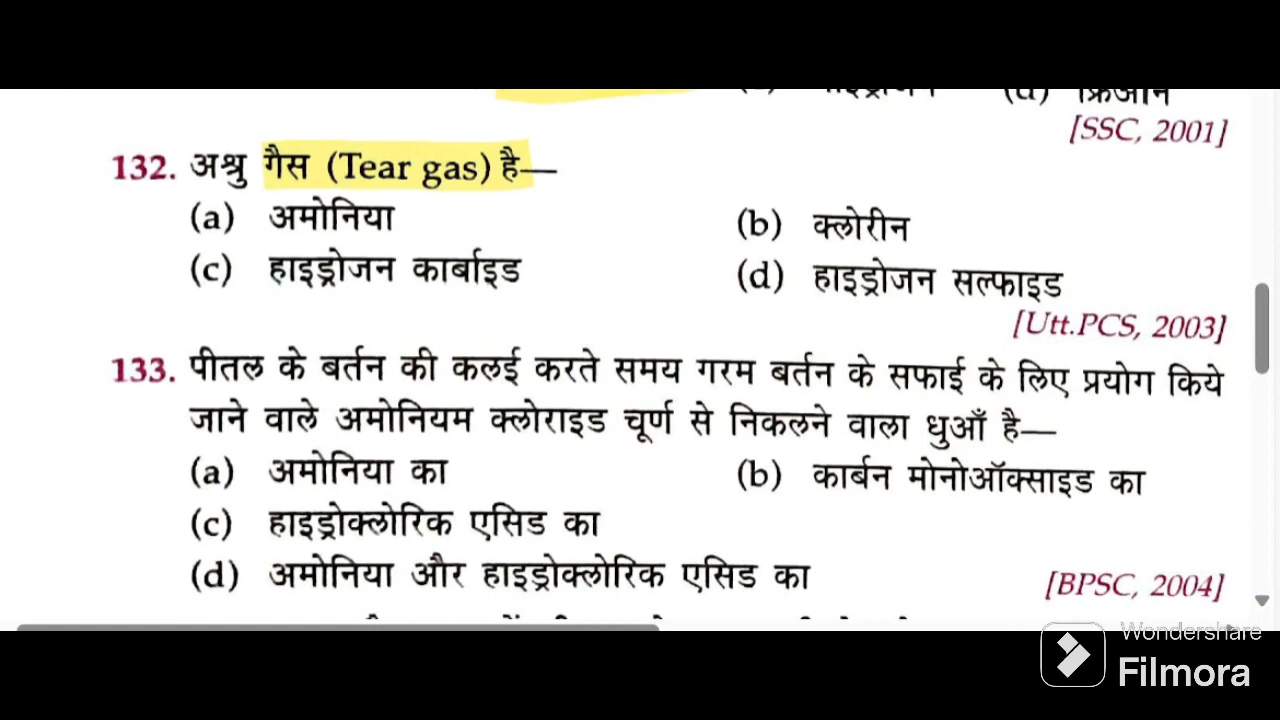 (d) फ्रिऑन
[SSC, 2001]
132. अश्रु गैस (Tear gas) है—
(a) अमोनिया (b) क्लोरीन
(c) हाइड्रोजन कार्बाइड (d) हाइड्रोजन सल्फाइड
[Utt.PCS, 2003]
133. पीतल के बर्तन की कलई करते समय गरम बर्तन के सफाई के लिए प्रयोग किये
जाने वाले अमोनियम क्लोराइड चूर्ण से निकलने वाला धुआँ है—
(a) अमोनिया का (b) कार्बन मोनोऑक्साइड का
(c) हाइड्रोक्लोरिक एसिड का
(d) अमोनिया और हाइड्रोक्लोरिक एसिड का [BPSC, 2004]
Wondershare
Filmora